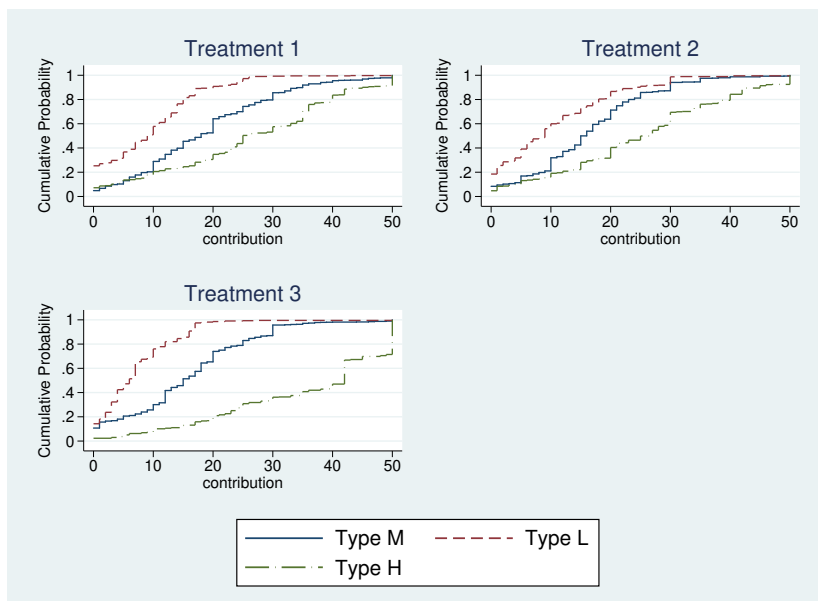 Treatment 1
Cumulative Probability
1
.8
.6
.4
.2
0
0 10 20 30 40 50
contribution
Treatment 2
Cumulative Probability
1
.8
.6
.4
.2
0
0 10 20 30 40 50
contribution
Treatment 3
Cumulative Probability
1
.8
.6
.4
.2
0
0 10 20 30 40 50
contribution
Type M Type L
Type H